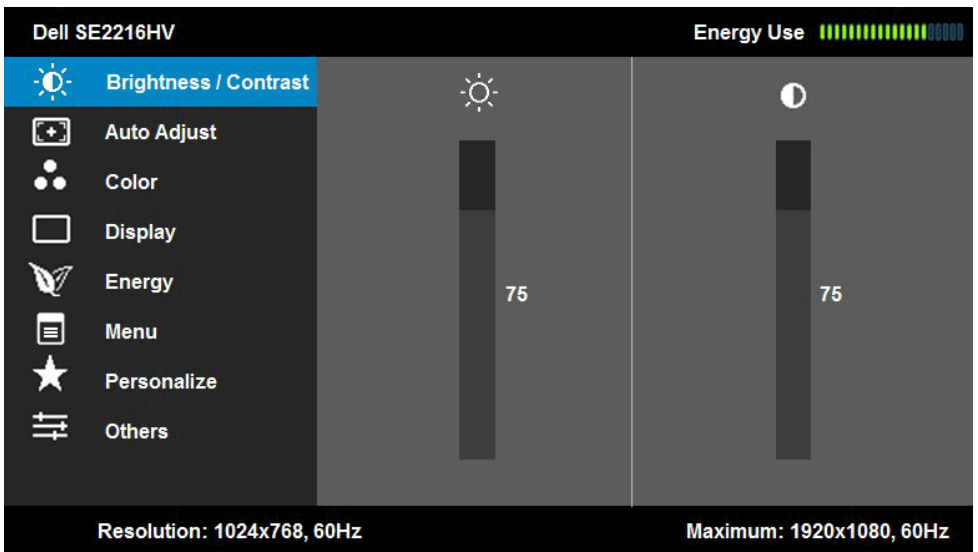 Dell SE2216HV
Energy Use
Brightness / Contrast
Auto Adjust
Color
Display
Energy
Menu
Personalize
Others
75
75
Resolution: 1024x768, 60Hz
Maximum: 1920x1080, 60Hz